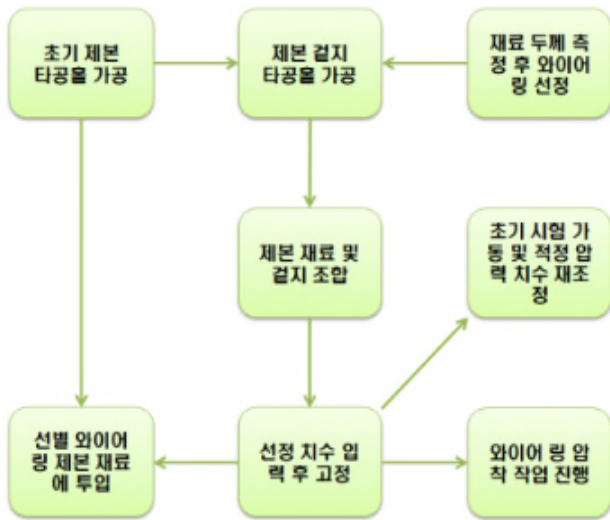 초기 제본
타공홀 가공
제본 겉지
타공홀 가공
재료 두께 측
정 후 와이어
링 선정
제본 재료 및
겉지 조합
초기 시험 가
동 및 적정 압
력 치수 재조
정
선별 와이어
링 제본 재료
에 투입
선정 치수 입
력 후 고정
와이어 링 압
착 작업 진행